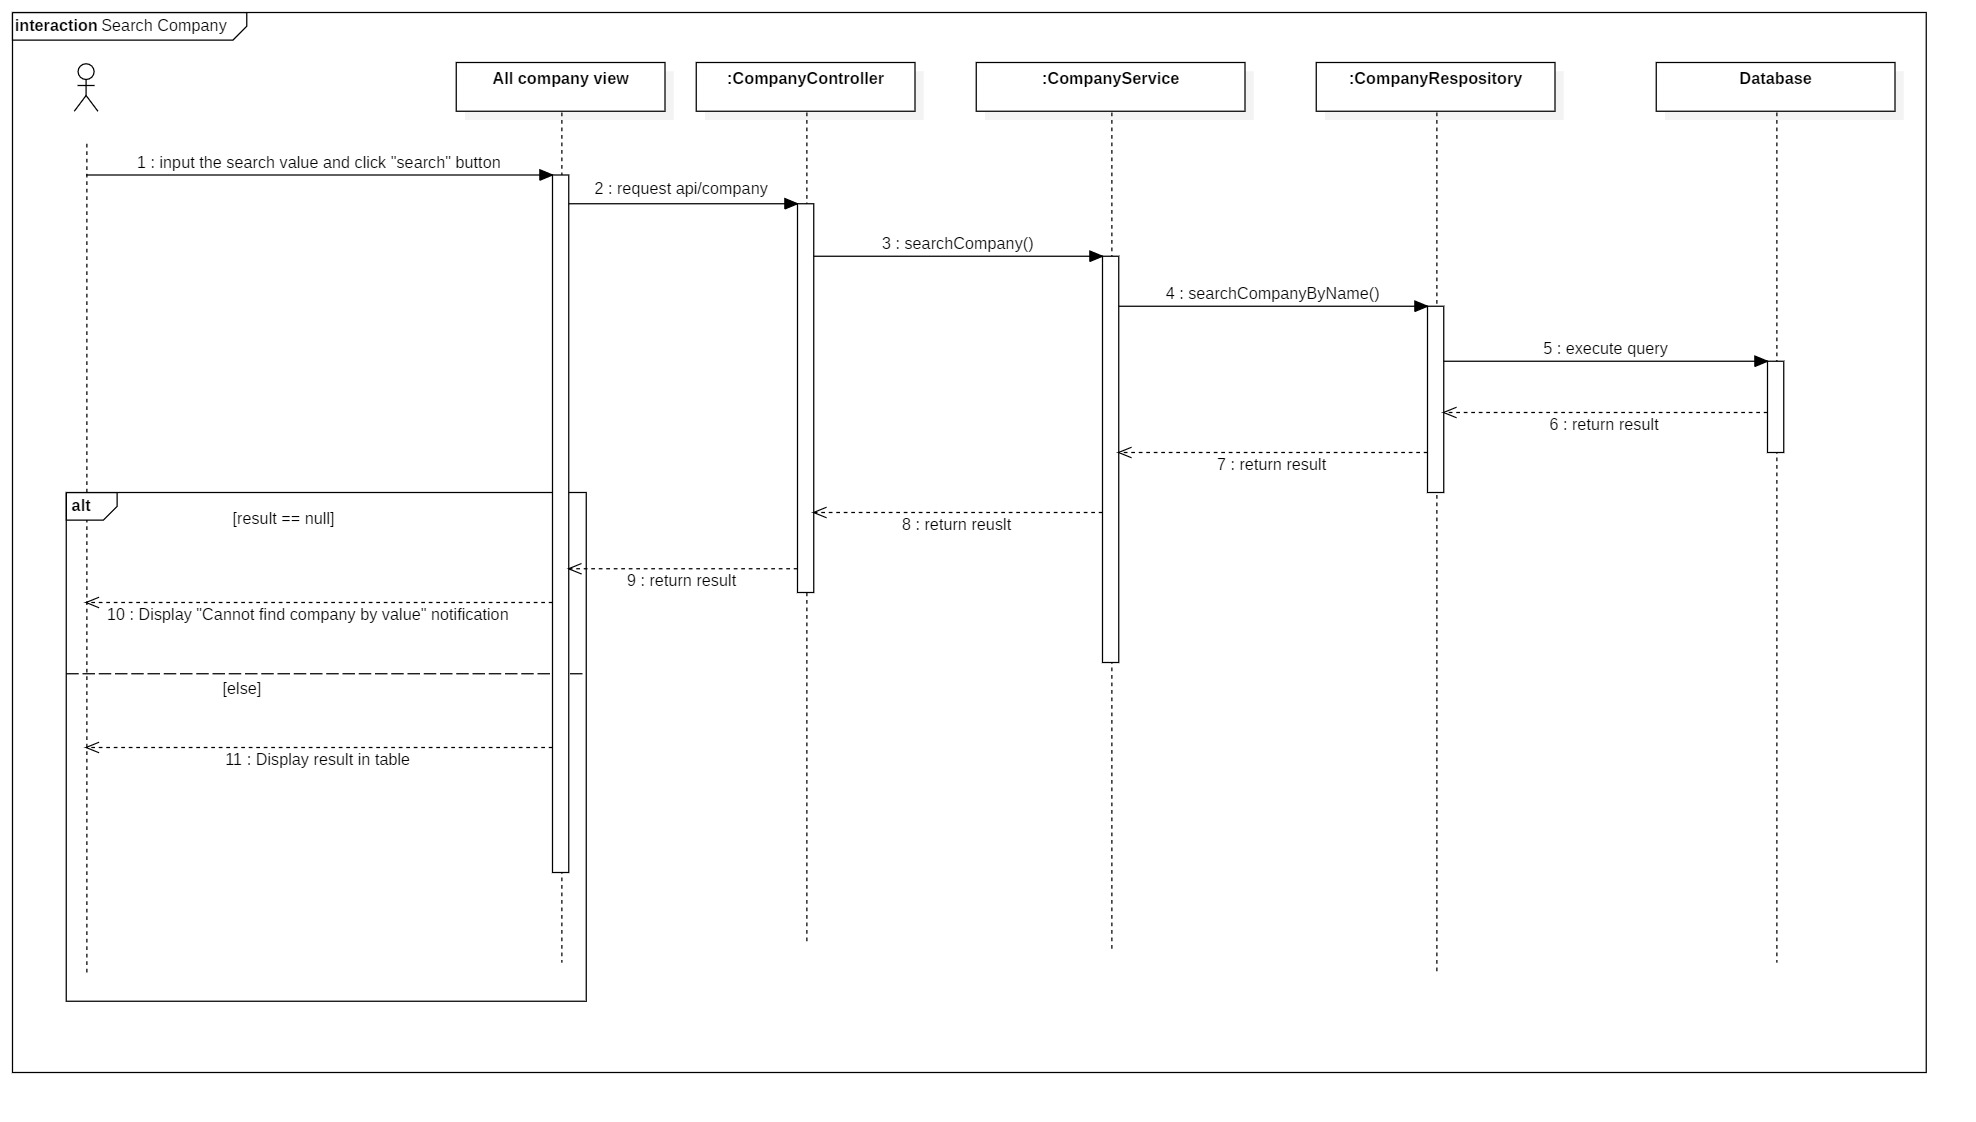 interaction Search Company
All company view
:CompanyController
:CompanyService
:CompanyRespository
Database
1 : input the search value and click "search" button
2 : request api/company
3 : searchCompany()
4 : searchCompanyByName()
5 : execute query
6 : return result
7 : return result
alt
[result == null]
8 : return reuslt
9 : return result
10 : Display "Cannot find company by value" notification
[else]
11 : Display result in table